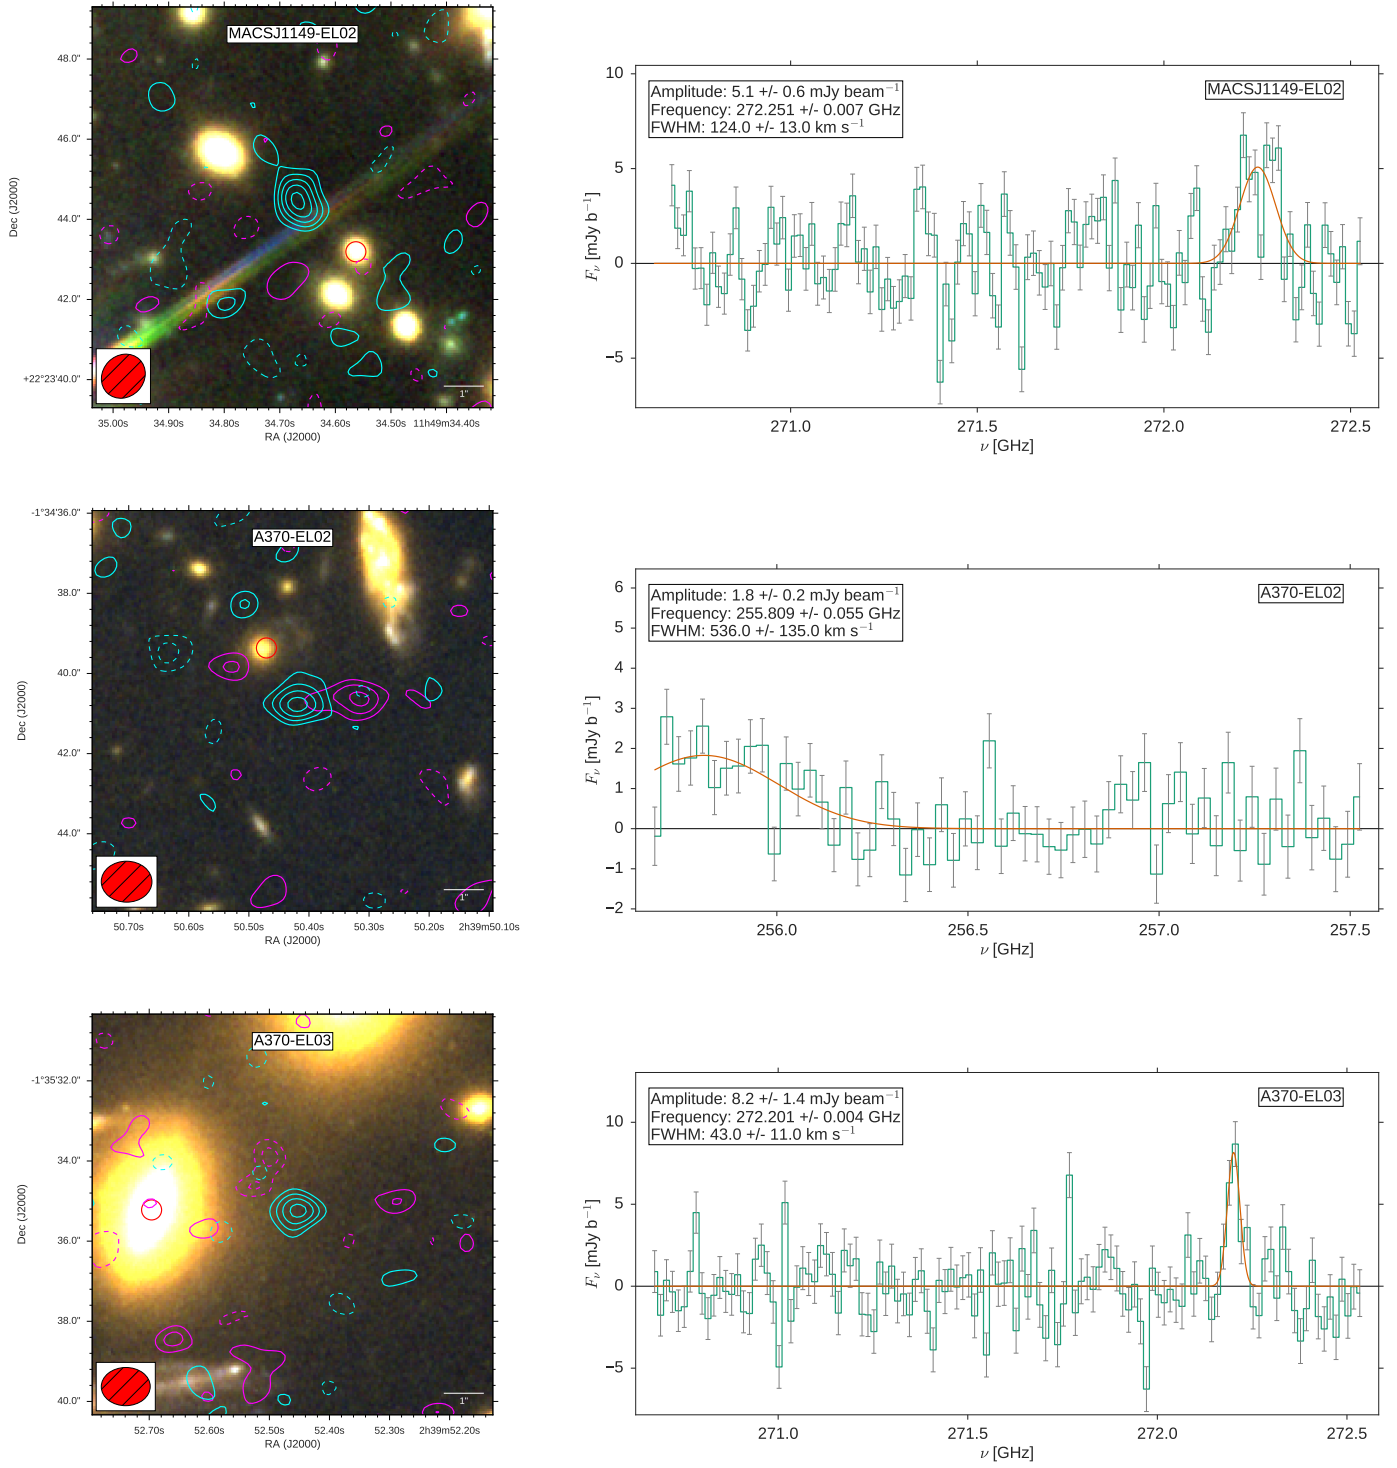 MACSJ1149-EL02
48.0"
46.0"
44.0"
42.0"
+22°23'40.0"
Dec (J2000)
1"
35.00s 34.90s 34.80s 34.70s 34.60s 34.50s 11h49m34.40s
RA (J2000)
Amplitude: 5.1 +/- 0.6 mJy beam⁻¹
Frequency: 272.251 +/- 0.007 GHz
FWHM: 124.0 +/- 13.0 km s⁻¹
MACSJ1149-EL02
10
5
0
−5
Fν [mJy b⁻¹]
271.0 271.5 272.0 272.5
ν [GHz]
A370-EL02
-1°34'36.0"
38.0"
40.0"
42.0"
44.0"
Dec (J2000)
1"
50.70s 50.60s 50.50s 50.40s 50.30s 50.20s 2h39m50.10s
RA (J2000)
Amplitude: 1.8 +/- 0.2 mJy beam⁻¹
Frequency: 255.809 +/- 0.055 GHz
FWHM: 536.0 +/- 135.0 km s⁻¹
A370-EL02
6
5
4
3
2
1
0
−1
−2
Fν [mJy b⁻¹]
256.0 256.5 257.0 257.5
ν [GHz]
A370-EL03
-1°35'32.0"
34.0"
36.0"
38.0"
40.0"
Dec (J2000)
1"
52.70s 52.60s 52.50s 52.40s 52.30s 2h39m52.20s
RA (J2000)
Amplitude: 8.2 +/- 1.4 mJy beam⁻¹
Frequency: 272.201 +/- 0.004 GHz
FWHM: 43.0 +/- 11.0 km s⁻¹
A370-EL03
10
5
0
−5
Fν [mJy b⁻¹]
271.0 271.5 272.0 272.5
ν [GHz]